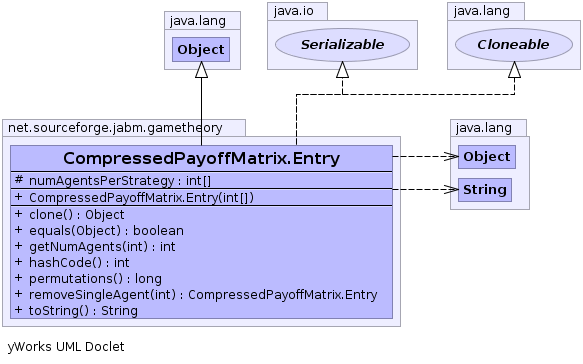 java.lang
Object
java.io
Serializable
java.lang
Cloneable
net.sourceforge.jabm.gametheory
CompressedPayoffMatrix.Entry
# numAgentsPerStrategy : int[]
+ CompressedPayoffMatrix.Entry(int[])
+ clone() : Object
+ equals(Object) : boolean
+ getNumAgents(int) : int
+ hashCode() : int
+ permutations() : long
+ removeSingleAgent(int) : CompressedPayoffMatrix.Entry
+ toString() : String
java.lang
Object
String
yWorks UML Doclet